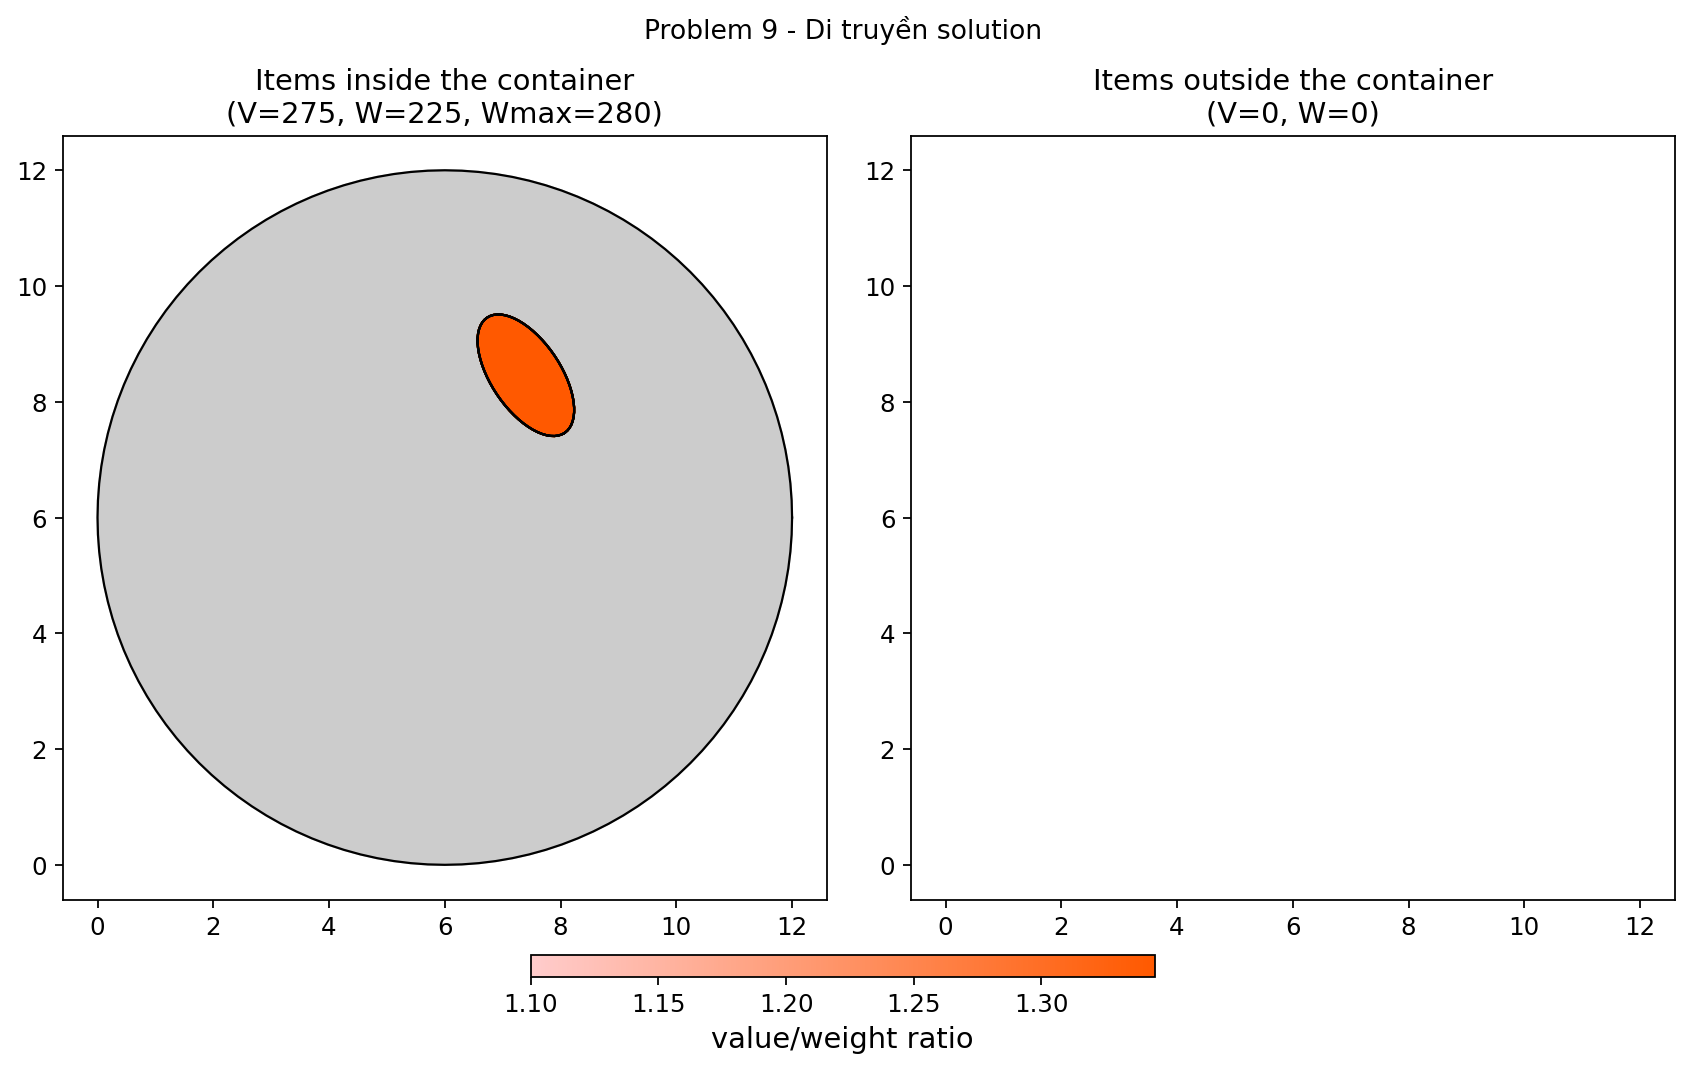 Problem 9 - Di truyền solution
Items inside the container
(V=275, W=225, Wmax=280)
12
10
8
6
4
2
0
0 2 4 6 8 10 12
Items outside the container
(V=0, W=0)
12
10
8
6
4
2
0
0 2 4 6 8 10 12
1.10 1.15 1.20 1.25 1.30
value/weight ratio